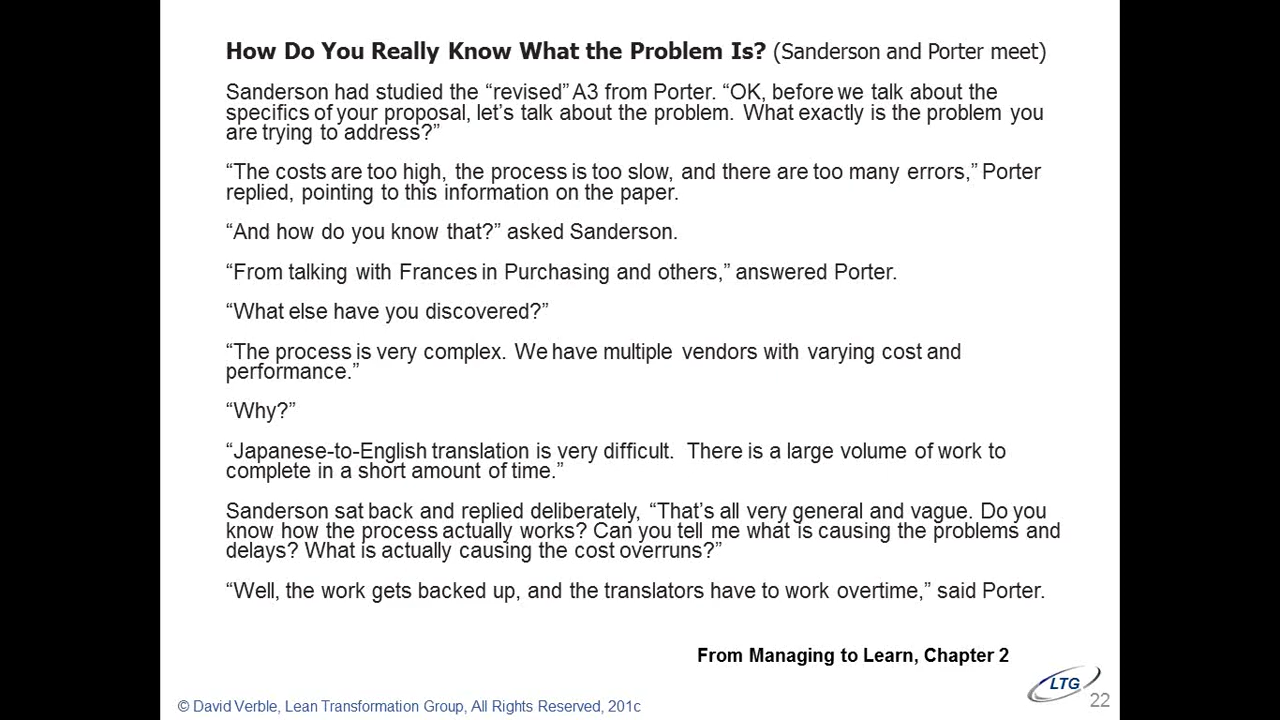 How Do You Really Know What the Problem Is? (Sanderson and Porter meet)
Sanderson had studied the “revised” A3 from Porter. “OK, before we talk about the
specifics of your proposal, let’s talk about the problem. What exactly is the problem you
are trying to address?”
“The costs are too high, the process is too slow, and there are too many errors,” Porter
replied, pointing to this information on the paper.
“And how do you know that?” asked Sanderson.
“From talking with Frances in Purchasing and others,” answered Porter.
“What else have you discovered?”
“The process is very complex. We have multiple vendors with varying cost and
performance.”
“Why?”
“Japanese-to-English translation is very difficult. There is a large volume of work to
complete in a short amount of time.”
Sanderson sat back and replied deliberately, “That’s all very general and vague. Do you
know how the process actually works? Can you tell me what is causing the problems and
delays? What is actually causing the cost overruns?”
“Well, the work gets backed up, and the translators have to work overtime,” said Porter.
From Managing to Learn, Chapter 2
LTG
© David Verble, Lean Transformation Group, All Rights Reserved, 201c
22